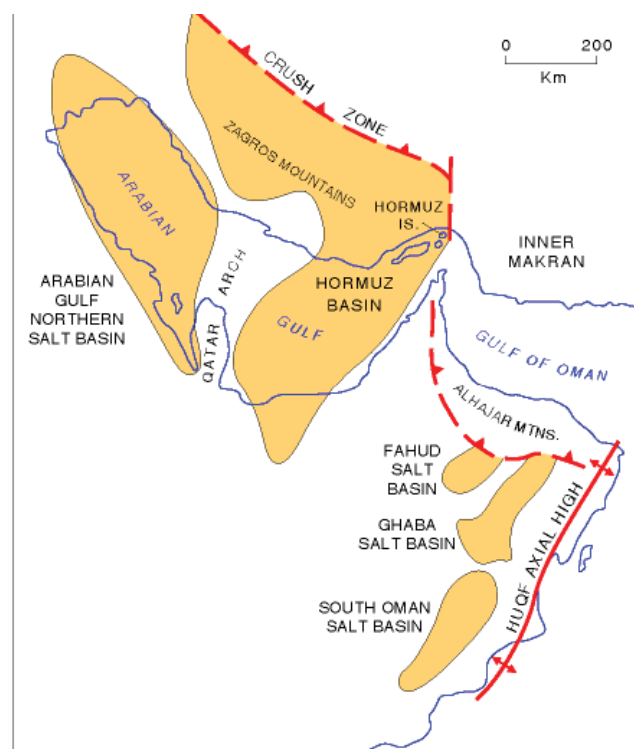 0 200
Km
CRUSH
ZONE
ZAGROS MOUNTAINS
HORMUZ
IS.
INNER
MAKRAN
ARABIAN
ARABIAN
GULF
NORTHERN
SALT BASIN
QATAR ARCH
HORMUZ
BASIN
GULF
GULF OF OMAN
ALHAJAR MTNS.
FAHUD
SALT
BASIN
GHABA
SALT BASIN
HUQF AXIAL HIGH
SOUTH OMAN
SALT BASIN